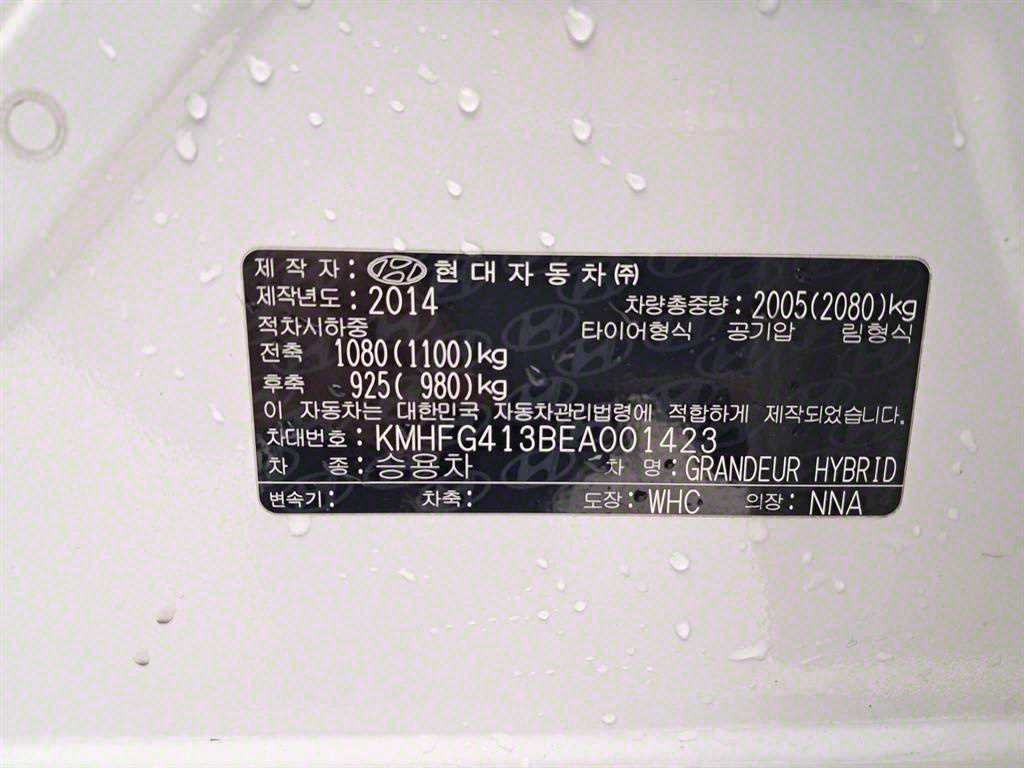 제 작 자 : 현대자동차(주)
제작년도 : 2014 차량총중량 : 2005(2080)kg
적차시하중 타이어형식 공기압 림형식
전축 1080(1100)kg
후축 925( 980)kg
이 자동차는 대한민국 자동차관리법령에 적합하게 제작되었습니다.
차대번호 : KMHFG413BEA001423
차 종 : 승용차 차 명 : GRANDEUR HYBRID
변속기 : 차축 : 도장 : WHC 의장 : NNA